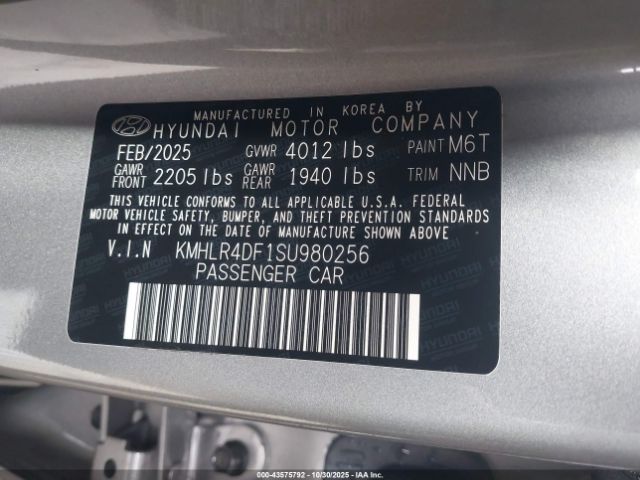 MANUFACTURED IN KOREA BY
HYUNDAI MOTOR COMPANY
FEB/2025 GVWR 4012 lbs PAINT M6T
GAWR FRONT 2205 lbs GAWR REAR 1940 lbs TRIM NNB
THIS VEHICLE CONFORMS TO ALL APPLICABLE U.S.A. FEDERAL
MOTOR VEHICLE SAFETY, BUMPER, AND THEFT PREVENTION STANDARDS
IN EFFECT ON THE DATE OF MANUFACTURE SHOWN ABOVE
V.I.N KMHLR4DF1SU980256
PASSENGER CAR
000-43575792 - 10/30/2025 - IAA Inc.